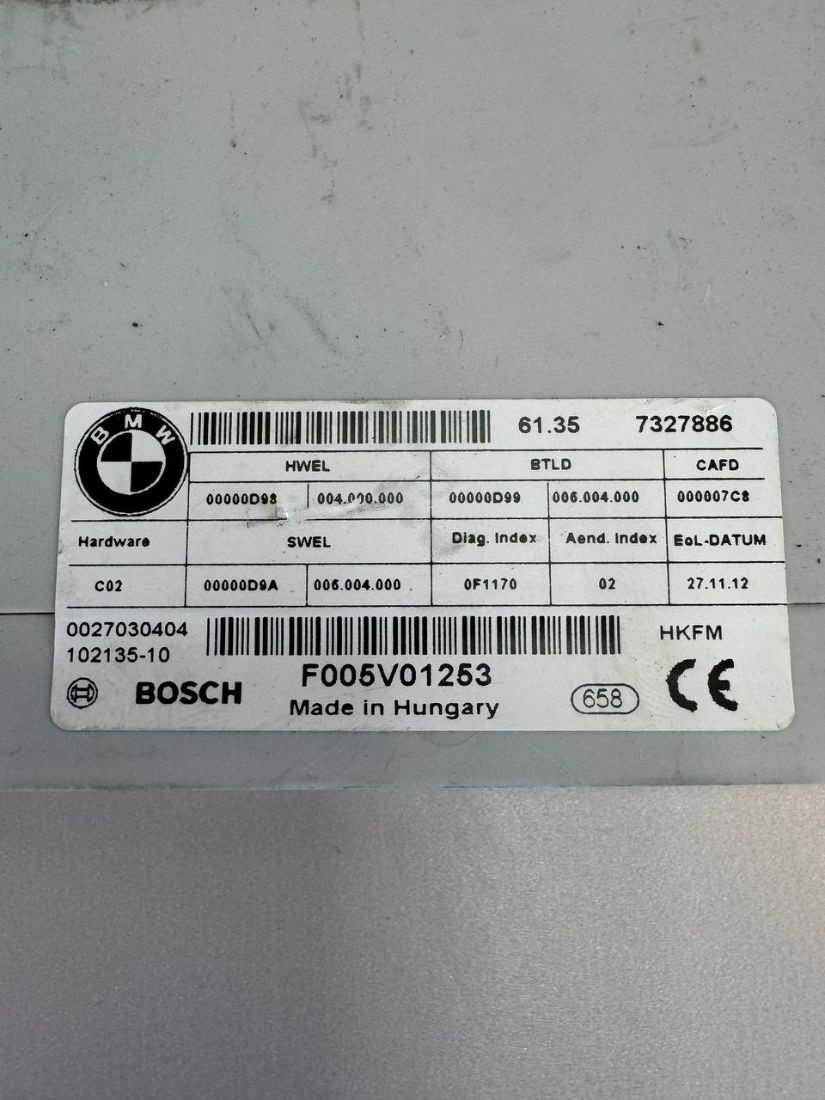 BMW
61.35 7327886
HWEL BTLD CAFD
00000D98 004.000.000 00000D99 006.004.000 000007C8
Hardware SWEL Diag. Index Aend. Index EoL-DATUM
C02 00000D9A 006.004.000 0F1170 02 27.11.12
0027030404 HKFM
102135-10
BOSCH F005V01253
Made in Hungary 658 CE